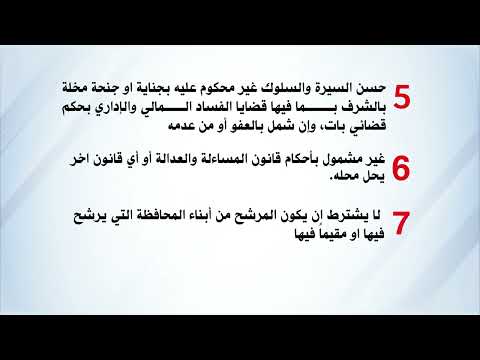 5 حسن السيرة والسلوك غير محكوم عليه بجناية او جنحة مخلة
بالشرف بما فيها قضايا الفساد المالي والإداري بحكم
قضائي بات، وإن شمل بالعفو أو من عدمه
6 غير مشمول بأحكام قانون المساءلة والعدالة أو أي قانون اخر
يحل محله.
7 لا يشترط إن يكون المرشح من أبناء المحافظة التي يرشح
فيها او مقيماً فيها